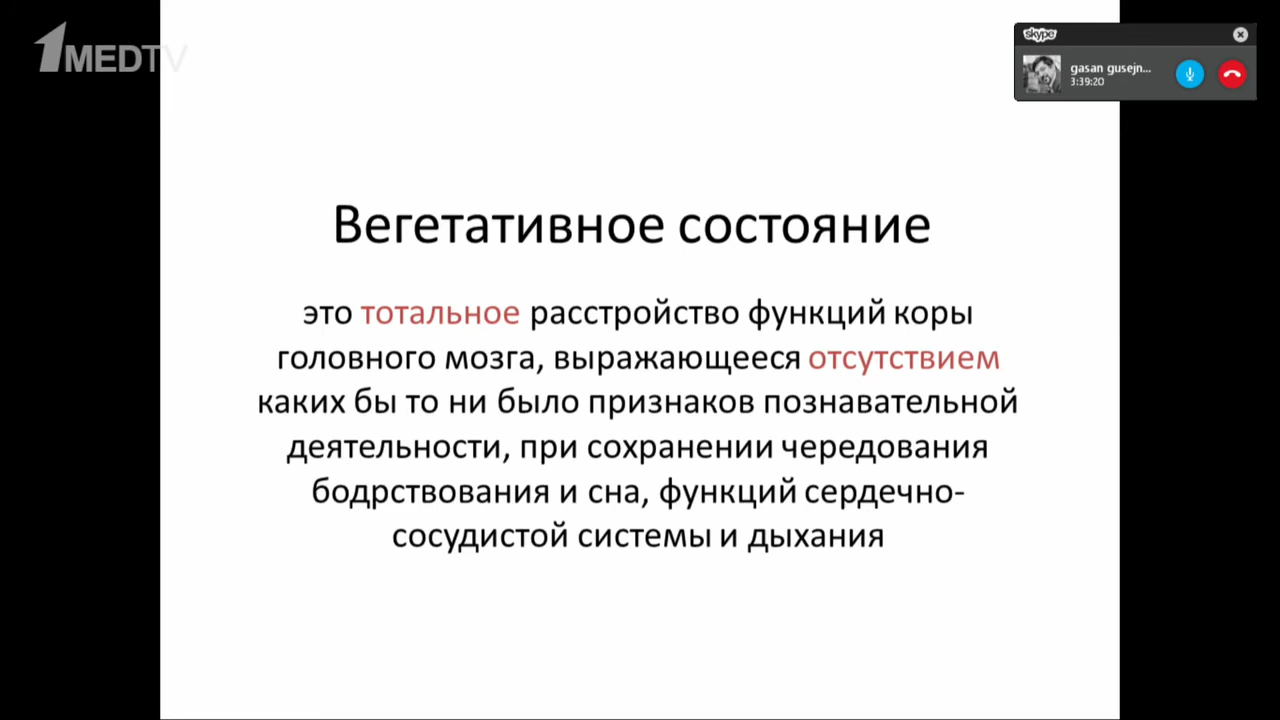 1MEDTV
skype
gasan gusejn...
3:39:20
Вегетативное состояние
это тотальное расстройство функций коры
головного мозга, выражающееся отсутствием
каких бы то ни было признаков познавательной
деятельности, при сохранении чередования
бодрствования и сна, функций сердечно-
сосудистой системы и дыхания